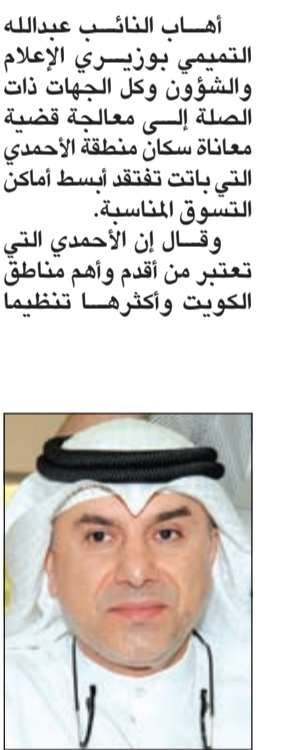 أهاب النائب عبدالله
التميمي بوزيري الإعلام
والشؤون وكل الجهات ذات
الصلة إلى معالجة قضية
معاناة سكان منطقة الأحمدي
التي باتت تفتقد أبسط أماكن
التسوق المناسبة.
وقال إن الأحمدي التي
تعتبر من أقدم وأهم مناطق
الكويت وأكثرها تنظيما